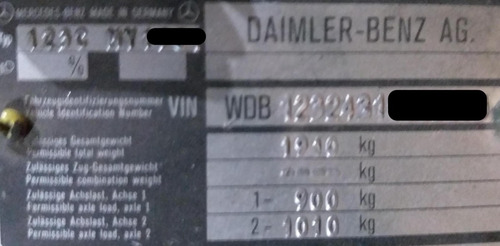 MERCEDES-BENZ MADE IN GERMANY
DAIMLER-BENZ AG.
%
Fahrzeugidentifizierungsnummer
Vehicle Identification Number
VIN WDB 1232431
Zulässiges Gesamtgewicht
Permissible total weight
kg
Zulässiges Zug-Gesamtgewicht
Permissible combination weight
kg
Zulässige Achslast, Achse 1
Permissible axle load, axle 1
1- 900 kg
Zulässige Achslast, Achse 2
Permissible axle load, axle 2
2- 1010 kg